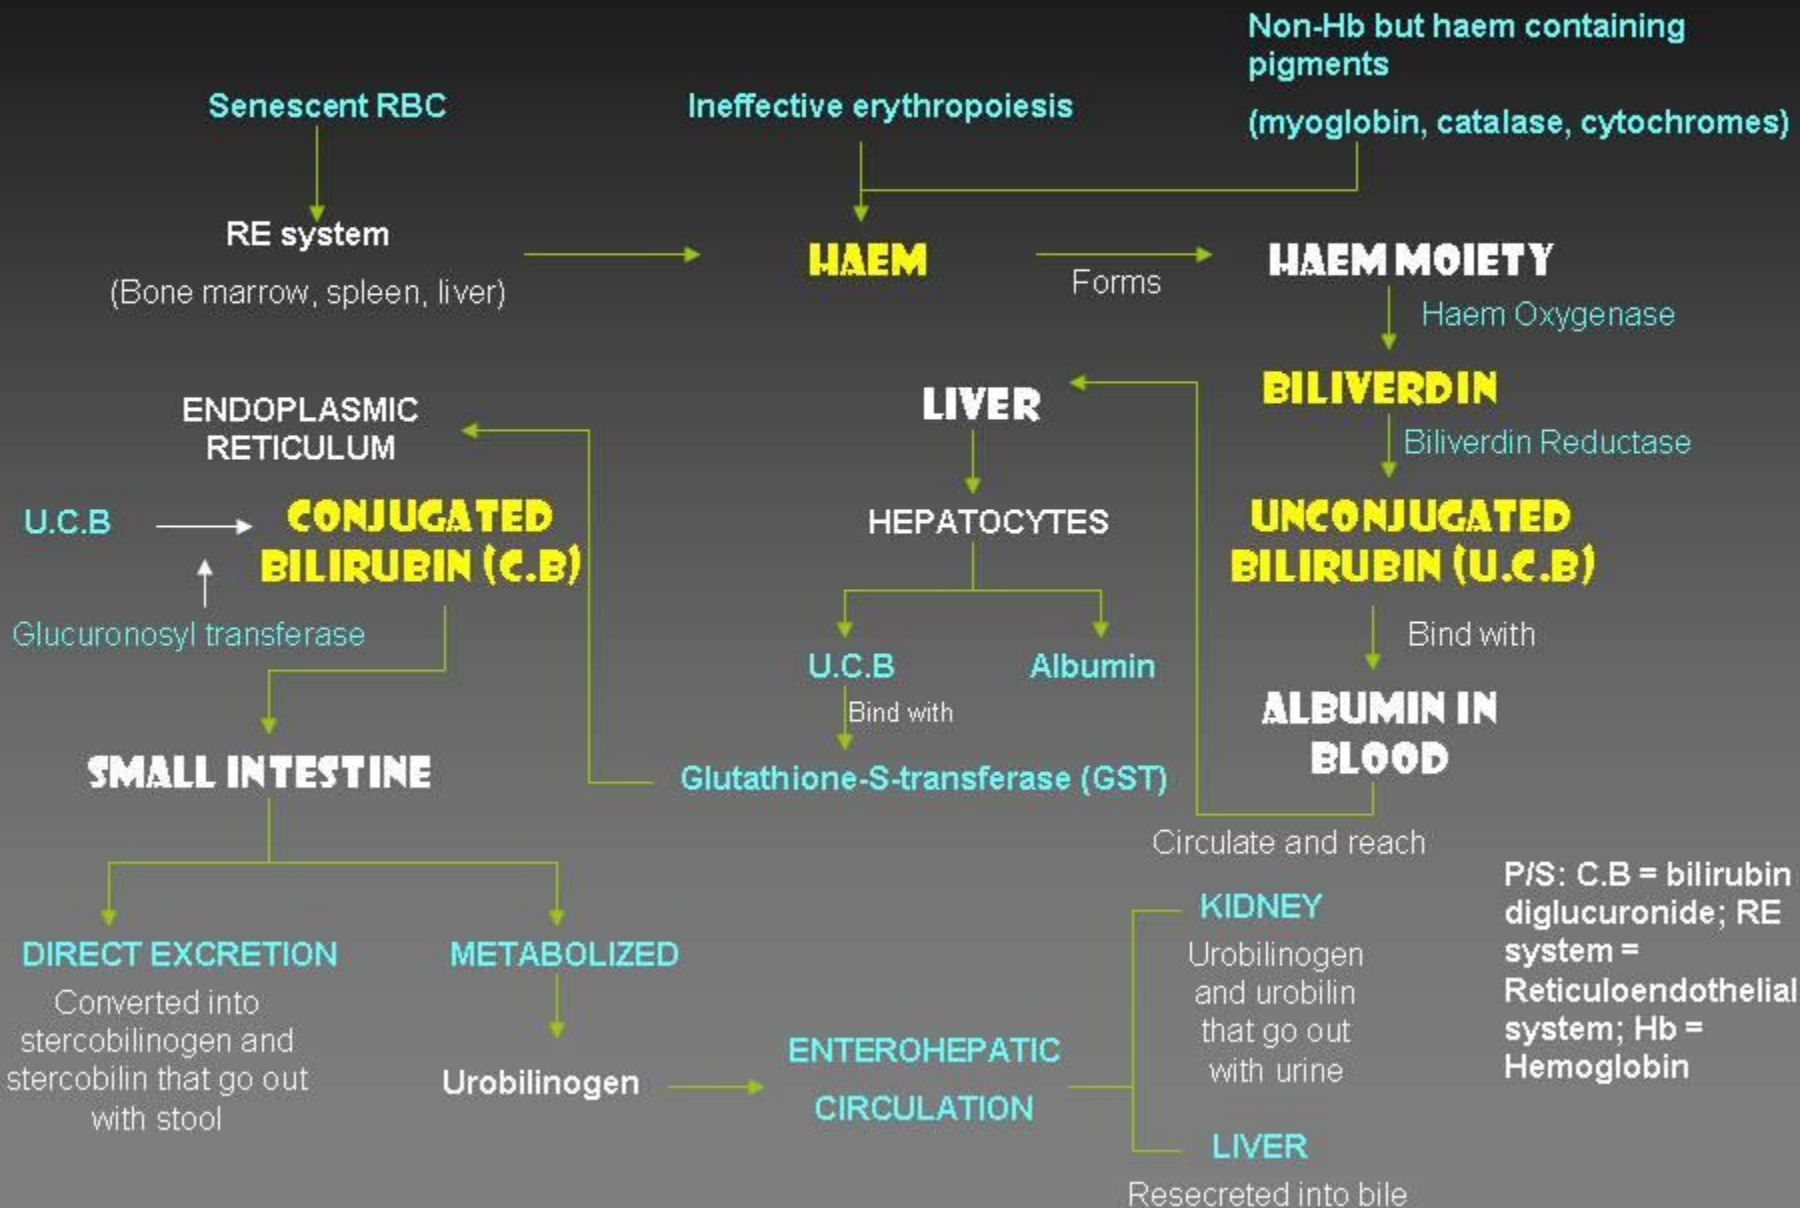 Non-Hb but haem containing
pigments
(myoglobin, catalase, cytochromes)
Senescent RBC
Ineffective erythropoiesis
RE system
(Bone marrow, spleen, liver)
HAEM
Forms
HAEM MOIETY
Haem Oxygenase
BILIVERDIN
Biliverdin Reductase
UNCONJUGATED
BILIRUBIN (U.C.B)
Bind with
ALBUMIN IN
BLOOD
Circulate and reach
LIVER
HEPATOCYTES
U.C.B
Albumin
Bind with
Glutathione-S-transferase (GST)
ENDOPLASMIC
RETICULUM
U.C.B
CONJUGATED
BILIRUBIN (C.B)
Glucuronosyl transferase
SMALL INTESTINE
DIRECT EXCRETION
Converted into
stercobilinogen and
stercobilin that go out
with stool
METABOLIZED
Urobilinogen
ENTEROHEPATIC
CIRCULATION
KIDNEY
Urobilinogen
and urobilin
that go out
with urine
LIVER
Resecreted into bile
P/S: C.B = bilirubin
diglucuronide; RE
system =
Reticuloendothelial
system; Hb =
Hemoglobin